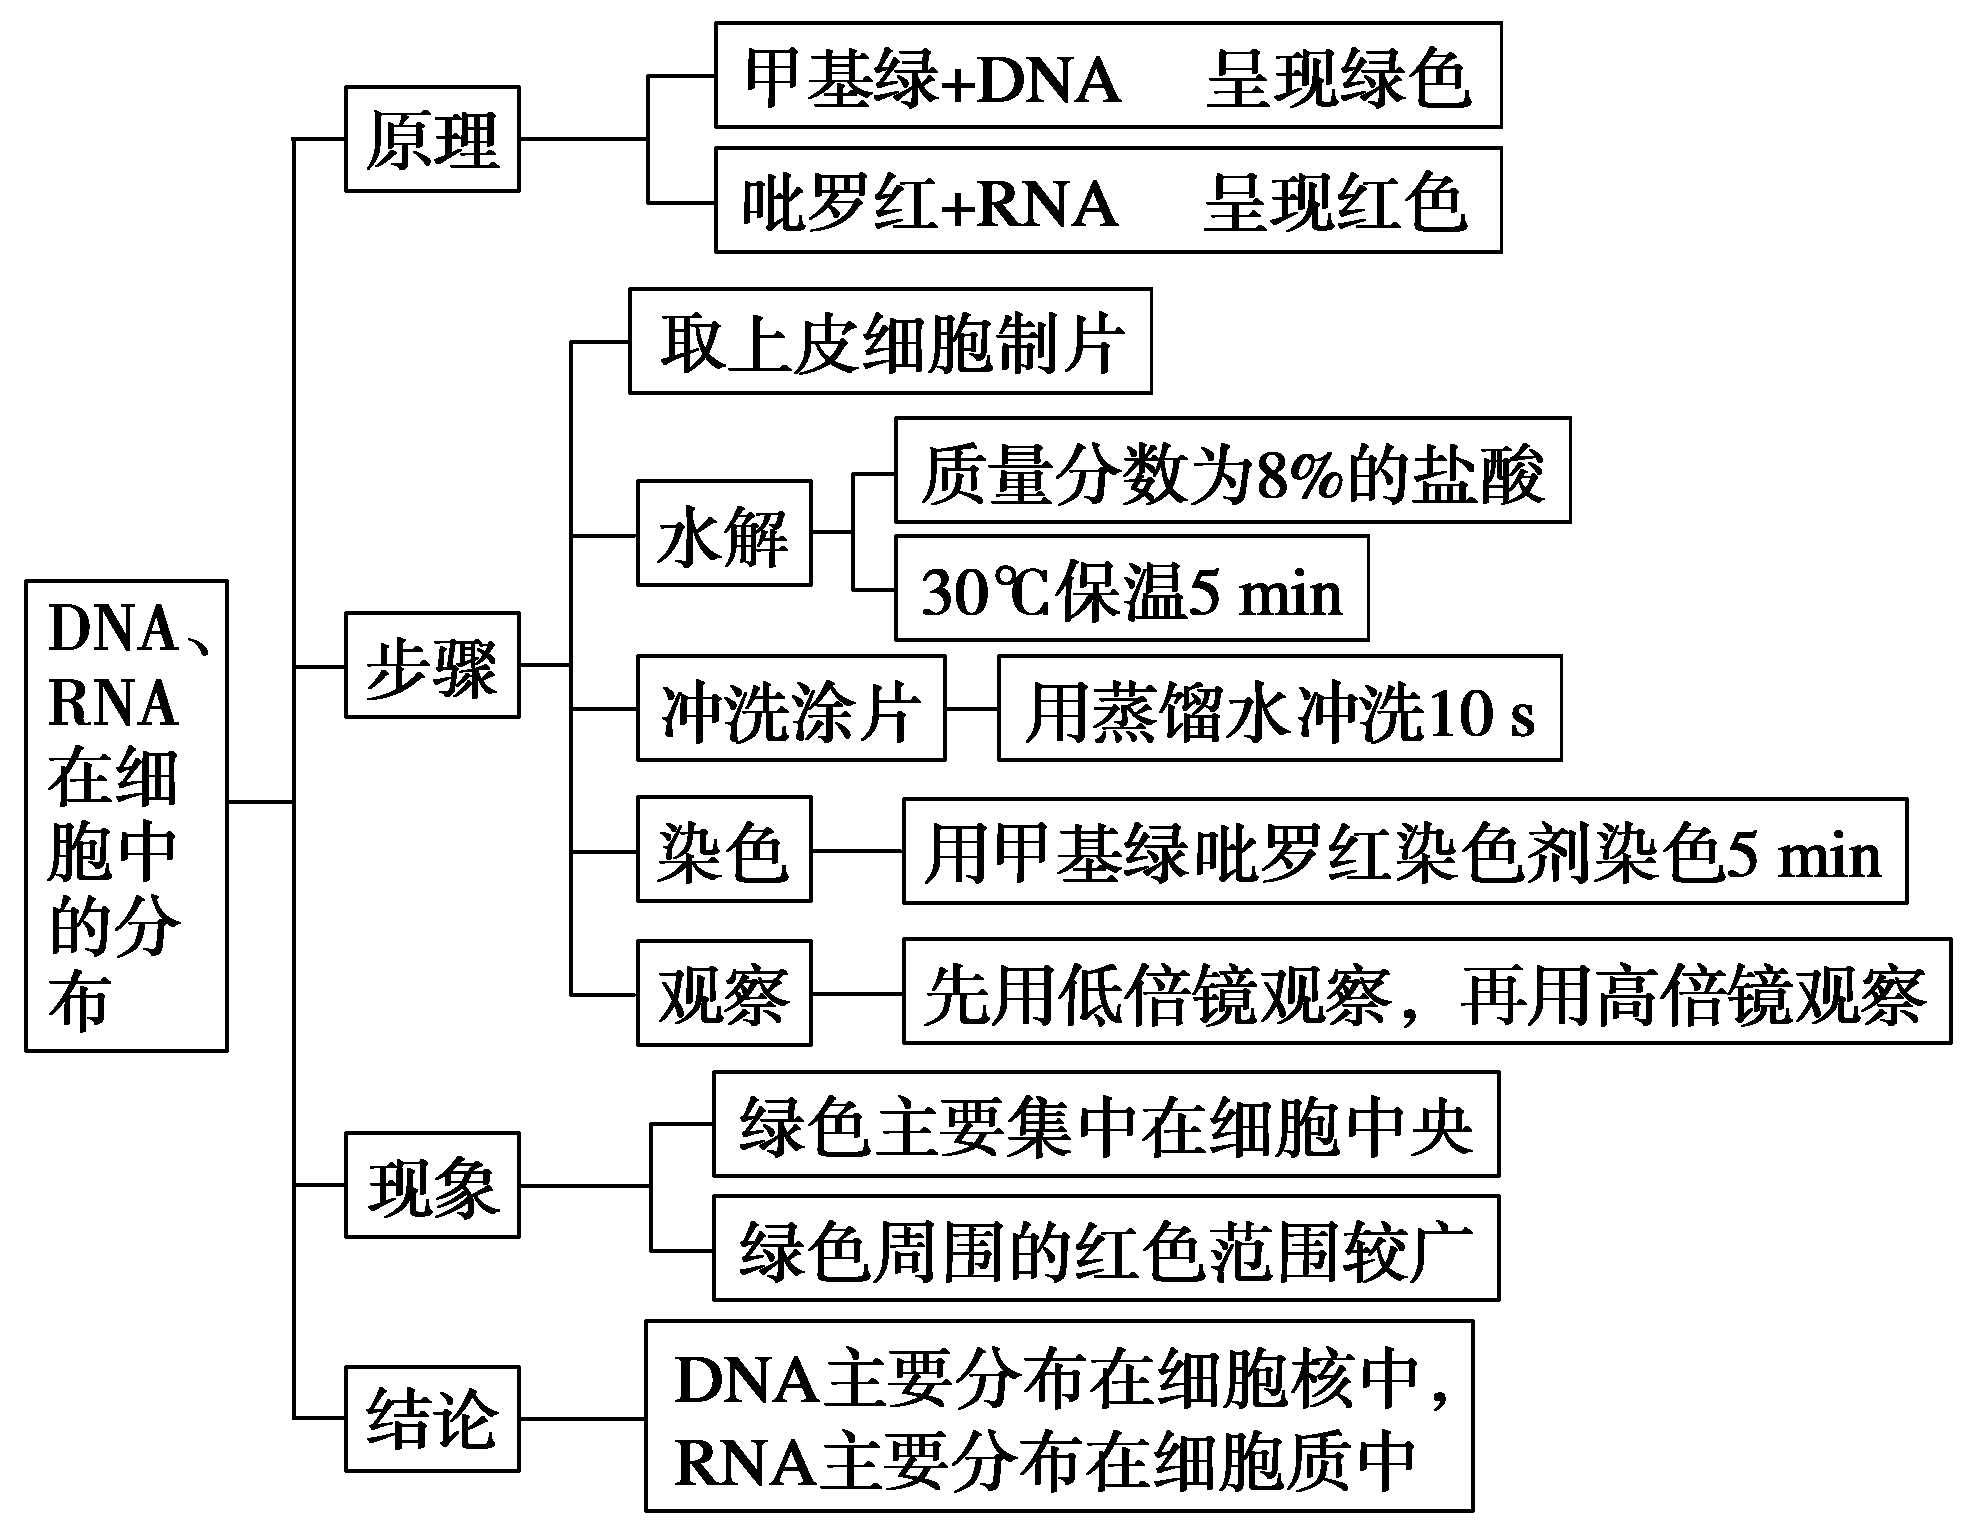 DNA、
RNA
在细
胞中
的分
布
原理
甲基绿+DNA 呈现绿色
吡罗红+RNA 呈现红色
步骤
取上皮细胞制片
水解
质量分数为8%的盐酸
30℃保温5 min
冲洗涂片
用蒸馏水冲洗10 s
染色
用甲基绿吡罗红染色剂染色5 min
观察
先用低倍镜观察，再用高倍镜观察
现象
绿色主要集中在细胞中央
绿色周围的红色范围较广
结论
DNA主要分布在细胞核中，
RNA主要分布在细胞质中